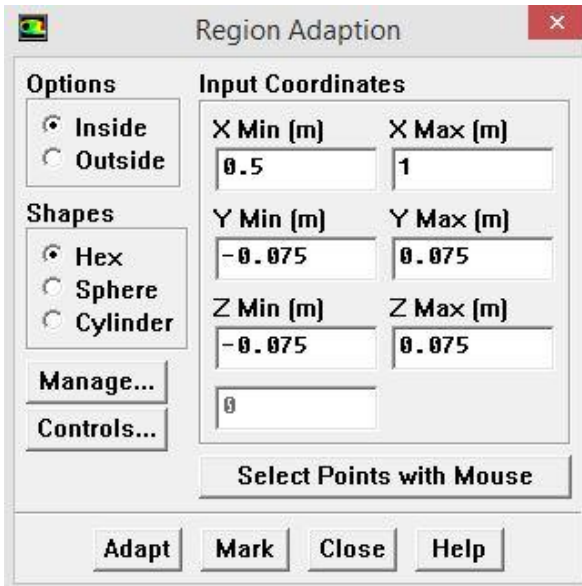 Region Adaption
×
Options
Inside
Outside
Shapes
Hex
Sphere
Cylinder
Manage...
Controls...
Input Coordinates
X Min (m) X Max (m)
0.5 1
Y Min (m) Y Max (m)
-0.075 0.075
Z Min (m) Z Max (m)
-0.075 0.075
0
Select Points with Mouse
Adapt Mark Close Help